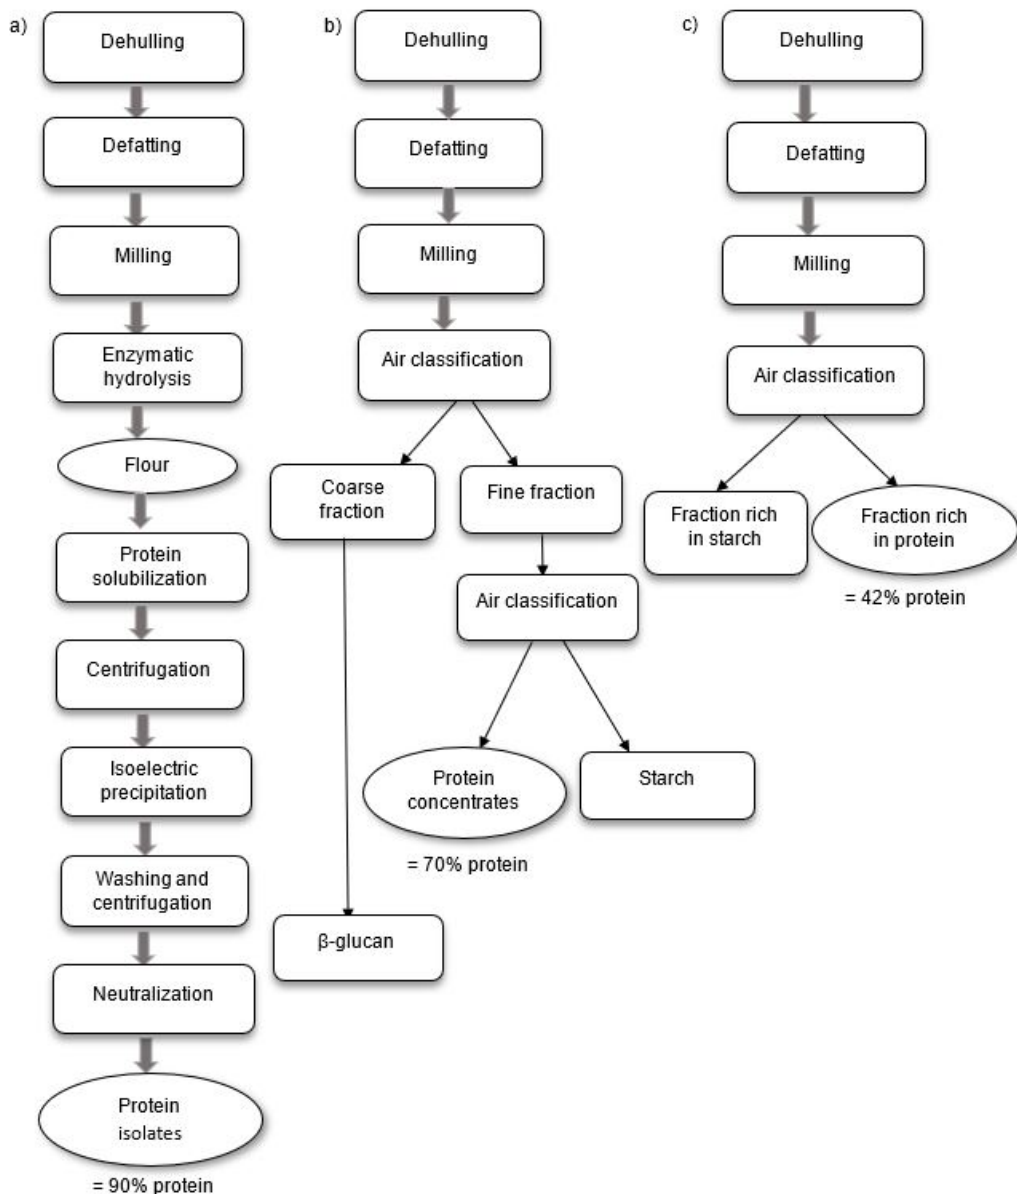 a)
Dehulling
Defatting
Milling
Enzymatic
hydrolysis
Flour
Protein
solubilization
Centrifugation
Isoelectric
precipitation
Washing and
centrifugation
Neutralization
Protein
isolates
= 90% protein
b)
Dehulling
Defatting
Milling
Air classification
Coarse
fraction
Fine fraction
Air classification
Protein
concentrates
= 70% protein
Starch
β-glucan
c)
Dehulling
Defatting
Milling
Air classification
Fraction rich
in starch
Fraction rich
in protein
= 42% protein